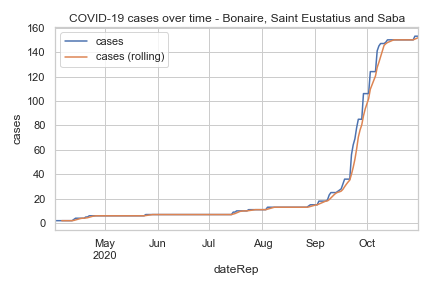 COVID-19 cases over time - Bonaire, Saint Eustatius and Saba
160
140
120
100
80
60
40
20
0
cases
cases
cases (rolling)
May
2020
Jun
Jul
Aug
Sep
Oct
dateRep